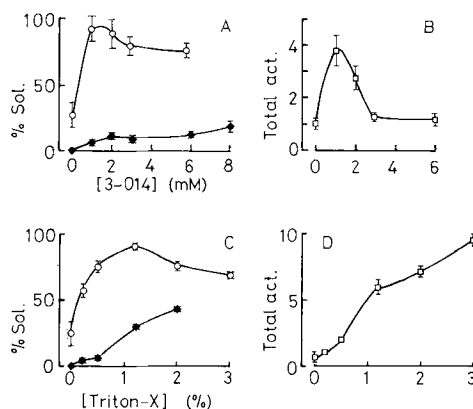 A
100
50
0
% Sol.
0 2 4 6 8
[3-014] (mM)
B
4
2
0
Total act.
0 2 4 6
C
100
50
0
% Sol.
0 1 2 3
[Triton-X] (%)
D
10
5
0
Total act.
0 1 2 3